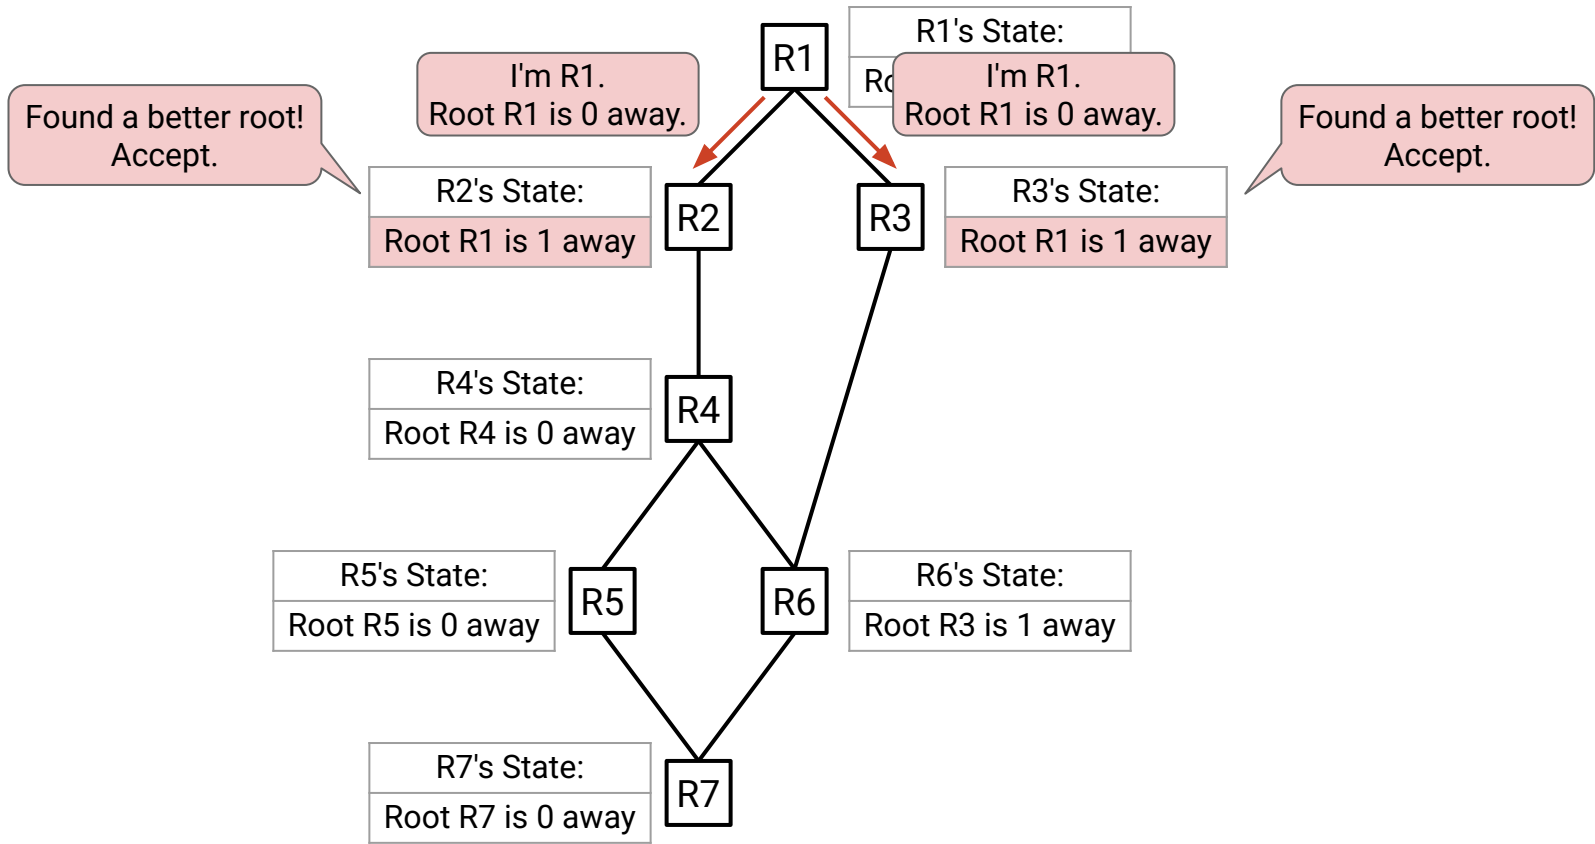 R1
R1's State:
I'm R1.
Root R1 is 0 away.
I'm R1.
Root R1 is 0 away.
Found a better root!
Accept.
Found a better root!
Accept.
R2's State:
Root R1 is 1 away
R2
R3
R3's State:
Root R1 is 1 away
R4's State:
Root R4 is 0 away
R4
R5's State:
Root R5 is 0 away
R5
R6
R6's State:
Root R3 is 1 away
R7's State:
Root R7 is 0 away
R7